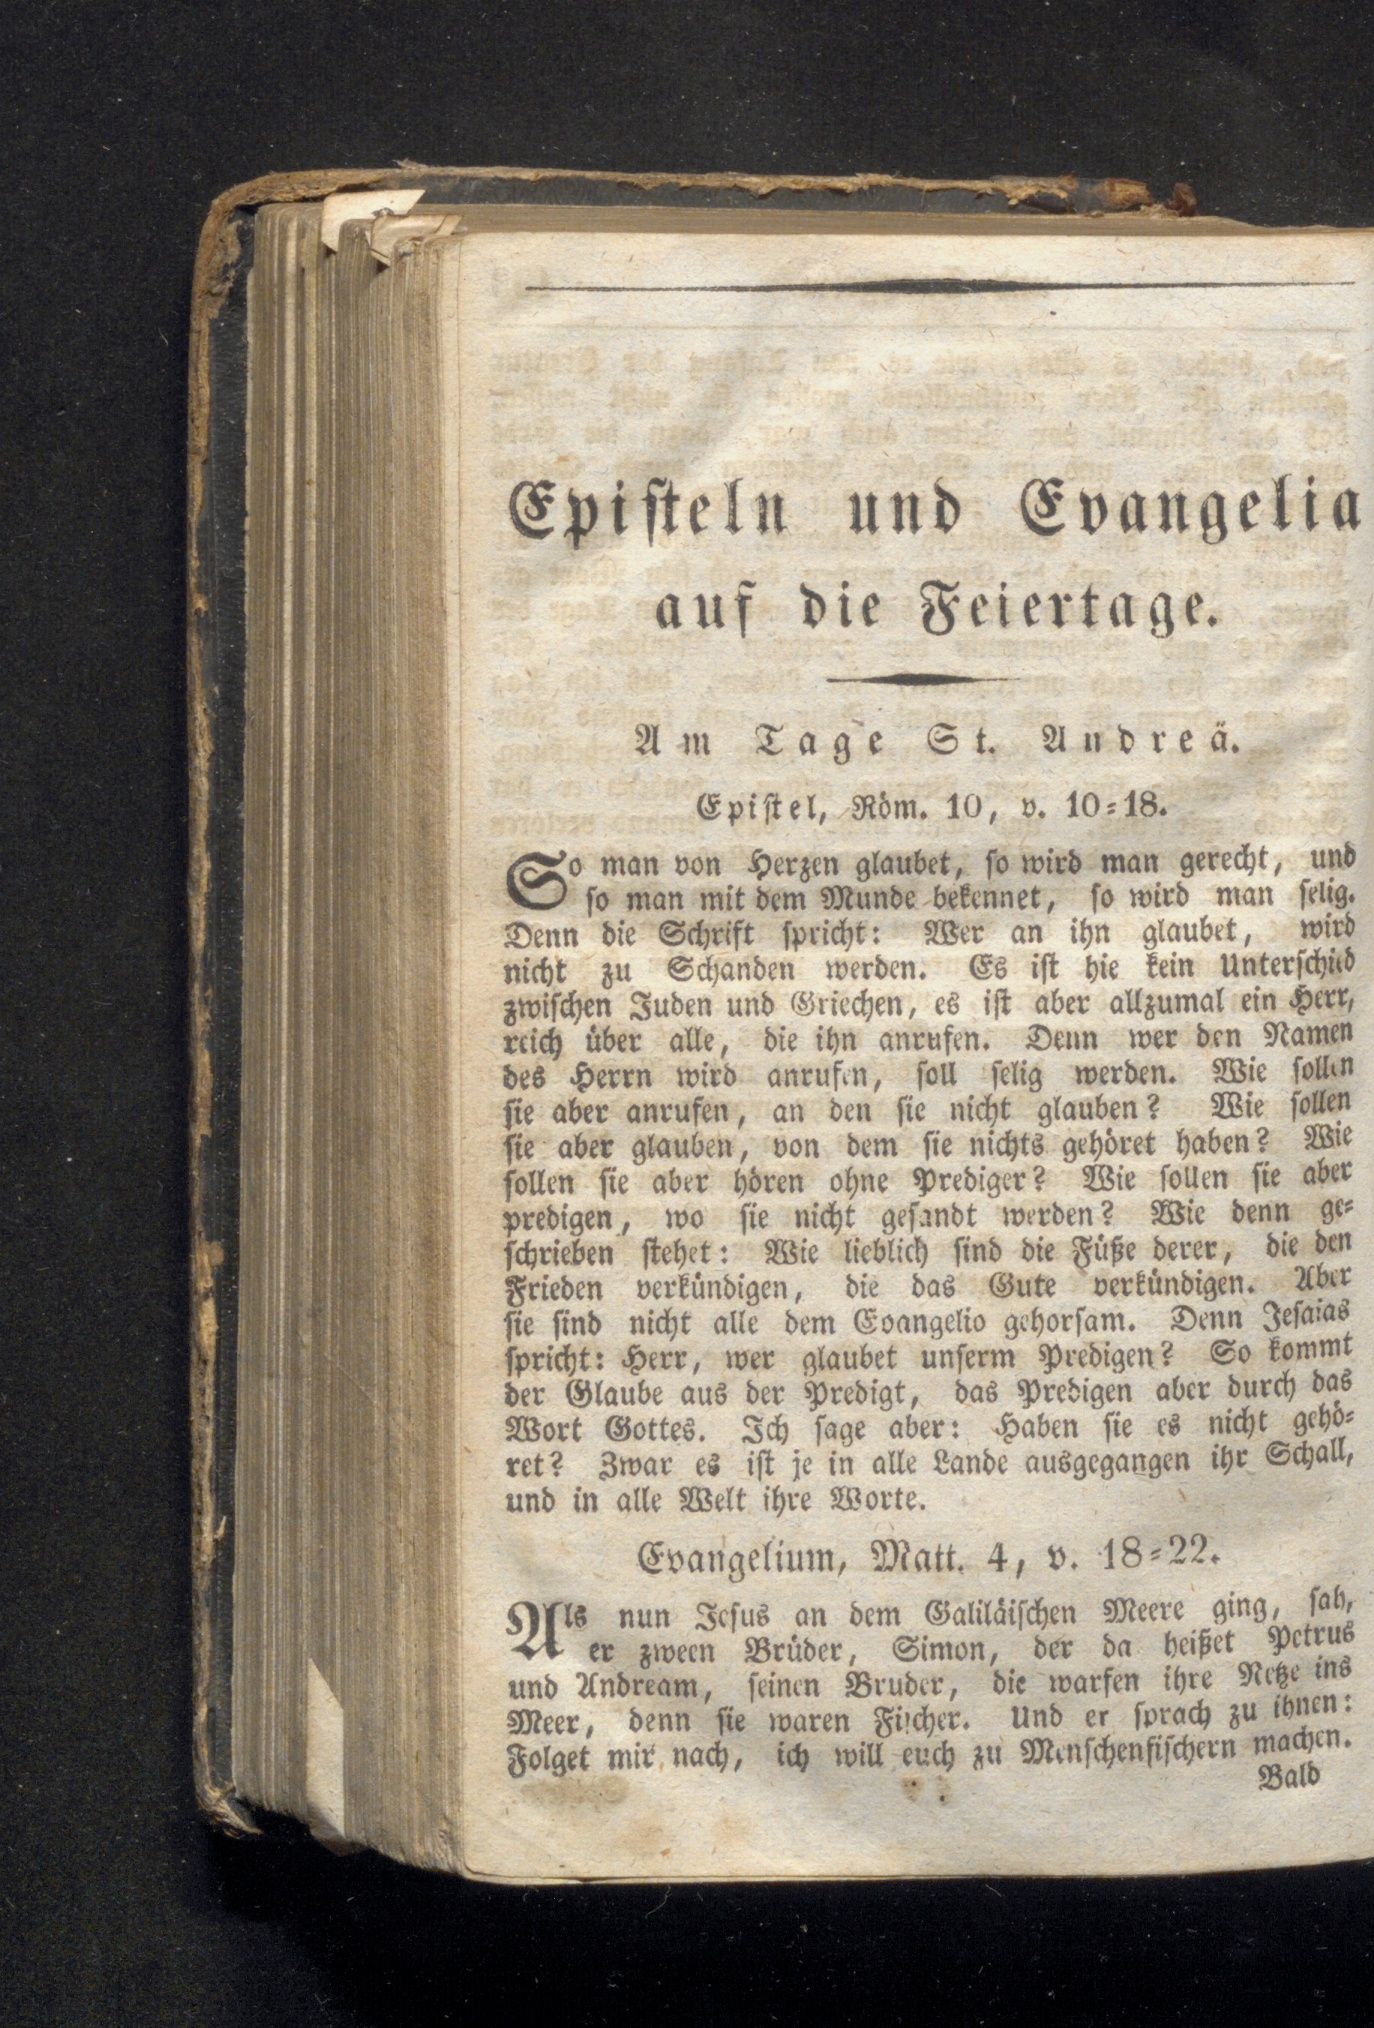 Episteln und Evangelia
auf die Feiertage.
Am Tage St. Andreä.
Epistel, Röm. 10, v. 10=18.
So man von Herzen glaubet, so wird man gerecht, und
so man mit dem Munde bekennet, so wird man selig.
Denn die Schrift spricht: Wer an ihn glaubet, wird
nicht zu Schanden werden. Es ist hie kein Unterschied
zwischen Juden und Griechen, es ist aber allzumal ein Herr,
reich über alle, die ihn anrufen. Denn wer den Namen
des Herrn wird anrufen, soll selig werden. Wie sollen
sie aber anrufen, an den sie nicht glauben? Wie sollen
sie aber glauben, von dem sie nichts gehöret haben? Wie
sollen sie aber hören ohne Prediger? Wie sollen sie aber
predigen, wo sie nicht gesandt werden? Wie denn ge=
schrieben stehet: Wie lieblich sind die Füße derer, die den
Frieden verkündigen, die das Gute verkündigen. Aber
sie sind nicht alle dem Evangelio gehorsam. Denn Jesaias
spricht: Herr, wer glaubet unserm Predigen? So kommt
der Glaube aus der Predigt, das Predigen aber durch das
Wort Gottes. Ich sage aber: Haben sie es nicht gehö=
ret? Zwar es ist je in alle Lande ausgegangen ihr Schall,
und in alle Welt ihre Worte.
Evangelium, Matt. 4, v. 18=22.
Als nun Jesus an dem Galiläischen Meere ging, sah,
er zween Brüder, Simon, der da heißet Petrus
und Andream, seinen Bruder, die warfen ihre Netze ins
Meer, denn sie waren Fischer. Und er sprach zu ihnen:
Folget mir nach, ich will euch zu Menschenfischern machen.
Bald